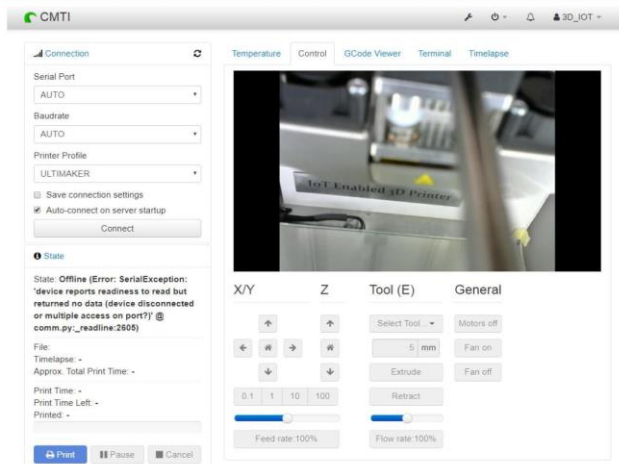 CMTI
3D_IOT
Connection
Serial Port
AUTO
Baudrate
AUTO
Printer Profile
ULTIMAKER
Save connection settings
Auto-connect on server startup
Connect
State
State: Offline (Error: SerialException:
'device reports readiness to read but
returned no data (device disconnected
or multiple access on port?)' @
comm.py:_readline:2605)
File:
Timelapse: -
Approx. Total Print Time: -
Print Time: -
Print Time Left: -
Printed: -
Print Pause Cancel
Temperature Control GCode Viewer Terminal Timelapse
IoT Enabled 3D Printer
X/Y Z Tool (E) General
Select Tool... Motors off
5 mm Fan on
Extrude Fan off
0.1 1 10 100 Retract
Feed rate:100% Flow rate:100%